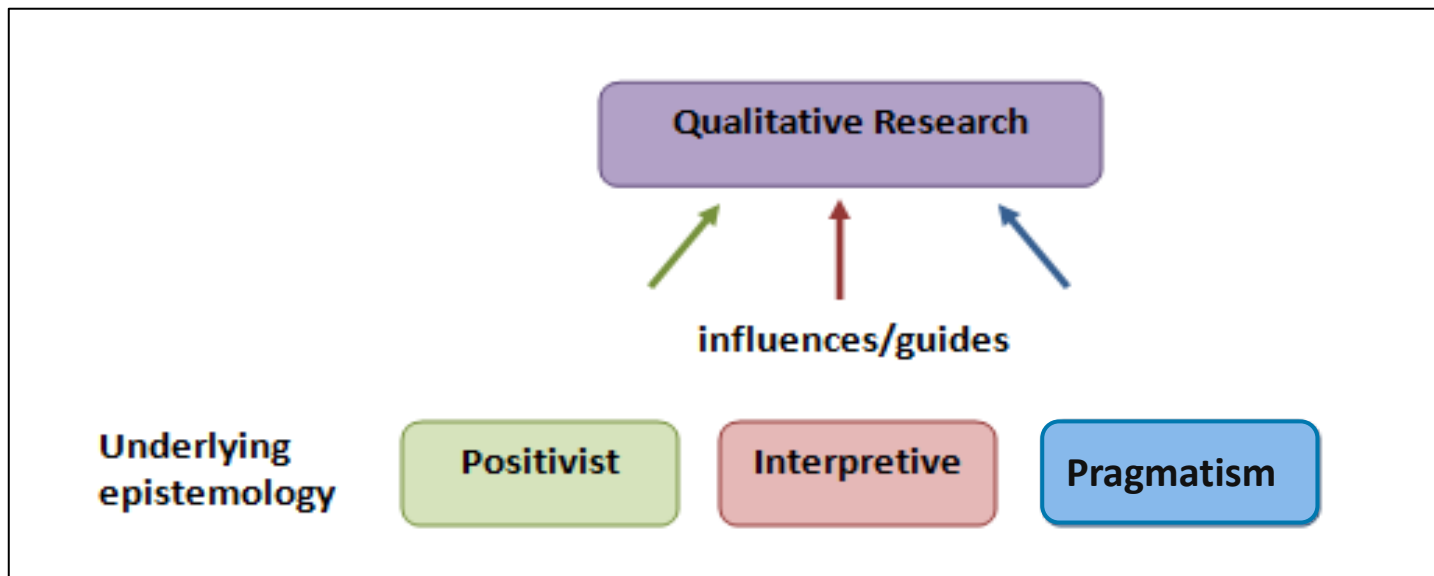 Qualitative Research
influences/guides
Underlying
epistemology
Positivist
Interpretive
Pragmatism